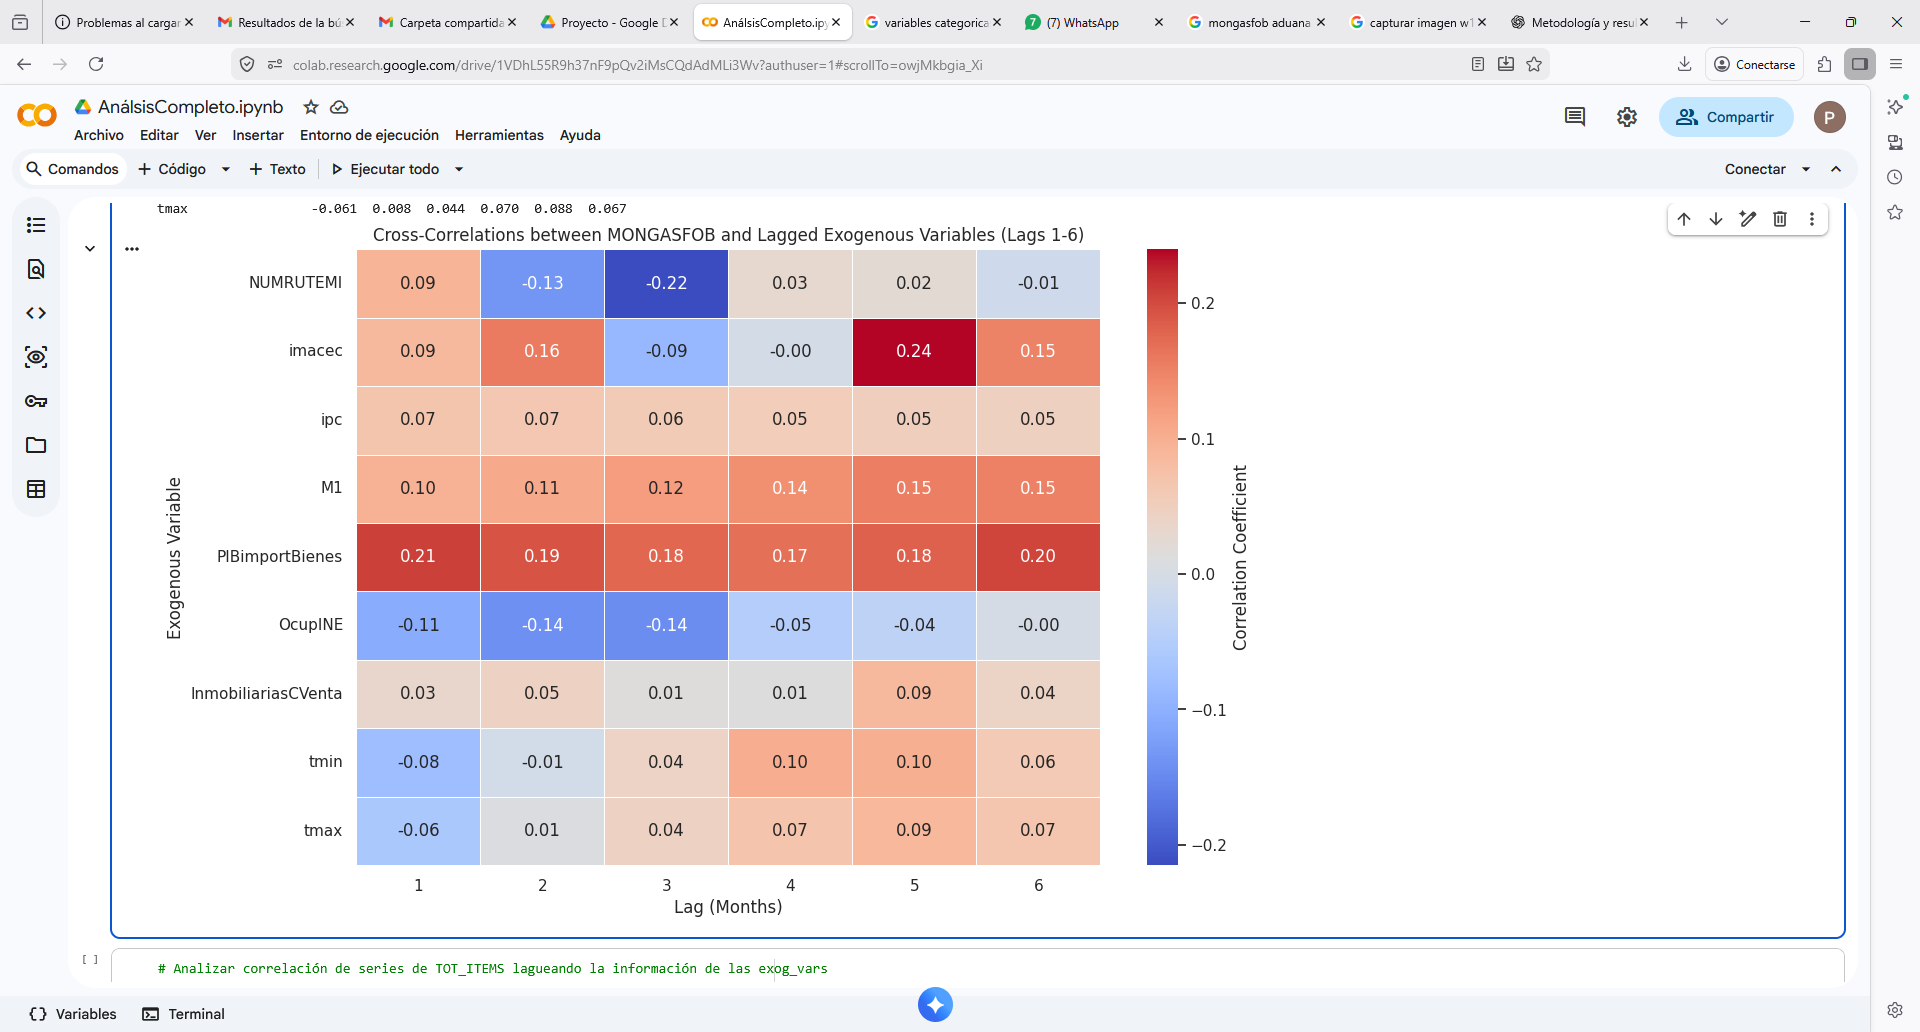 Problemas al cargar
Resultados de la bú
Carpeta compartida
Proyecto - Google D
AnálsisCompleto.ipy
variables categorica
7
(7) WhatsApp
mongasfob aduana
capturar imagen w1
Metodología y resu
colab.research.google.com/drive/1VDhL55R9h37nF9pQv2iMsCQdAdMLi3Wv?authuser=1#scrollTo=owjMkbgia_Xi
Conectarse
AnálsisCompleto.ipynb
Archivo Editar Ver Insertar Entorno de ejecución Herramientas Ayuda
Compartir
P
Comandos + Código + Texto Ejecutar todo
Conectar
tmax -0.061 0.008 0.044 0.070 0.088 0.067
Cross-Correlations between MONGASFOB and Lagged Exogenous Variables (Lags 1-6)
NUMRUTEMI 0.09 -0.13 -0.22 0.03 0.02 -0.01
imacec 0.09 0.16 -0.09 -0.00 0.24 0.15
ipc 0.07 0.07 0.06 0.05 0.05 0.05
M1 0.10 0.11 0.12 0.14 0.15 0.15
PIBimportBienes 0.21 0.19 0.18 0.17 0.18 0.20
OcupINE -0.11 -0.14 -0.14 -0.05 -0.04 -0.00
InmobiliariasCVenta 0.03 0.05 0.01 0.01 0.09 0.04
tmin -0.08 -0.01 0.04 0.10 0.10 0.06
tmax -0.06 0.01 0.04 0.07 0.09 0.07
1 2 3 4 5 6
Lag (Months)
Exogenous Variable
0.2
0.1
0.0
−0.1
−0.2
Correlation Coefficient
[ ]
# Analizar correlación de series de TOT_ITEMS lagueando la información de las exog_vars
Variables
Terminal